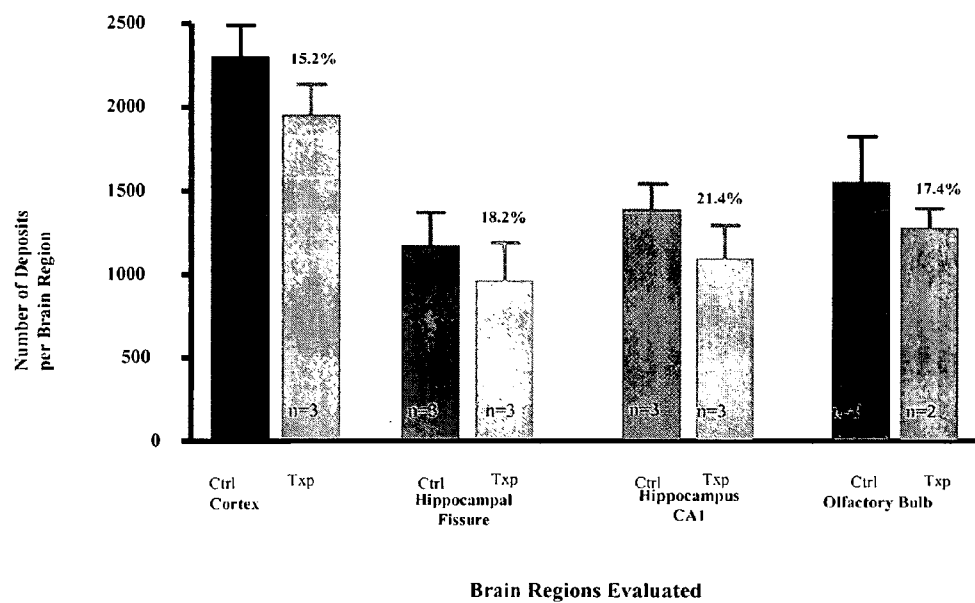 Number of Deposits
per Brain Region
2500
2000
1500
1000
500
0
15.2%
18.2%
21.4%
17.4%
n=3
n=3
n=3
n=3
n=3
n=2
Ctrl Txp
Cortex
Ctrl Txp
Hippocampal
Fissure
Ctrl Txp
Hippocampus
CA1
Ctrl Txp
Olfactory Bulb
Brain Regions Evaluated